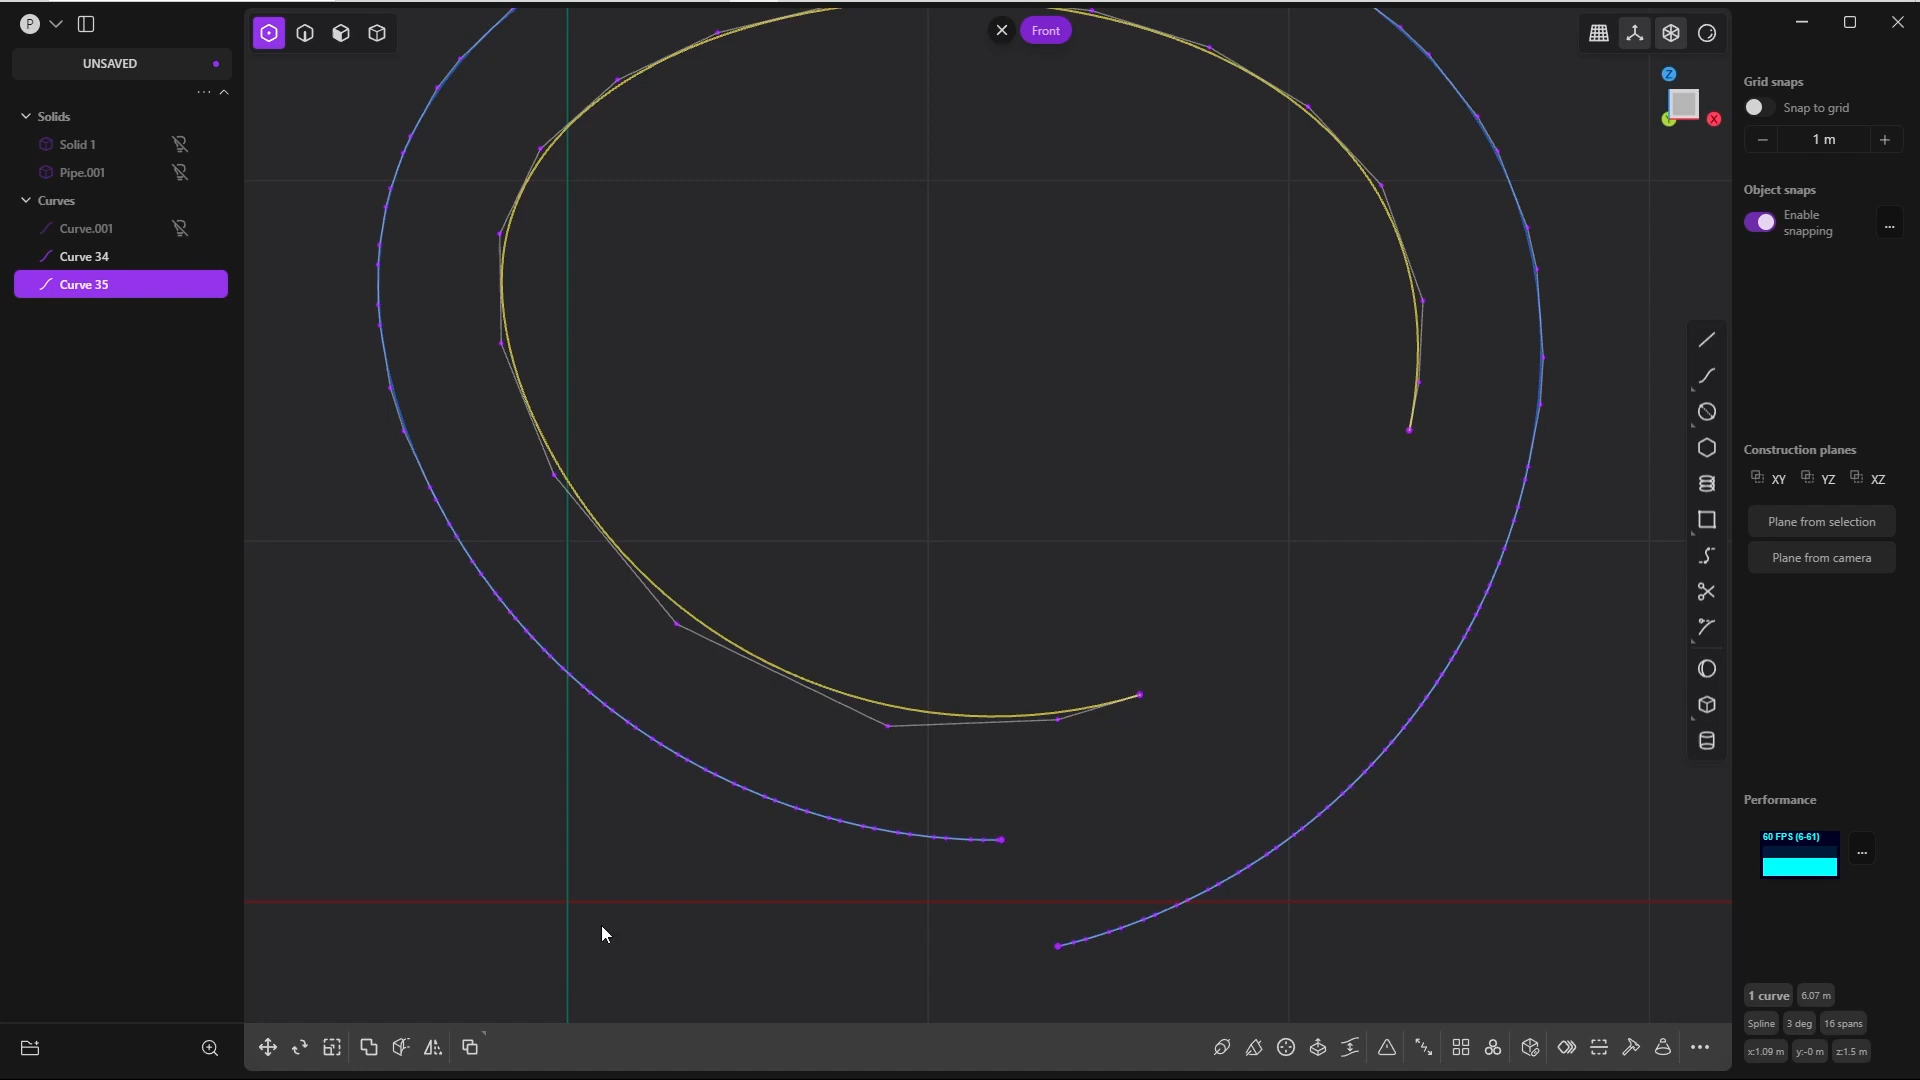 P
UNSAVED
...
Solids
Solid 1
Pipe.001
Curves
Curve.001
Curve 34
Curve 35
Front
Z
X
Grid snaps
Snap to grid
1 m
Object snaps
Enable
snapping
...
Construction planes
XY YZ XZ
Plane from selection
Plane from camera
Performance
60 FPS (6-61)
...
1 curve 6.07 m
Spline 3 deg 16 spans
x:1.09 m y:-0 m z:1.5 m